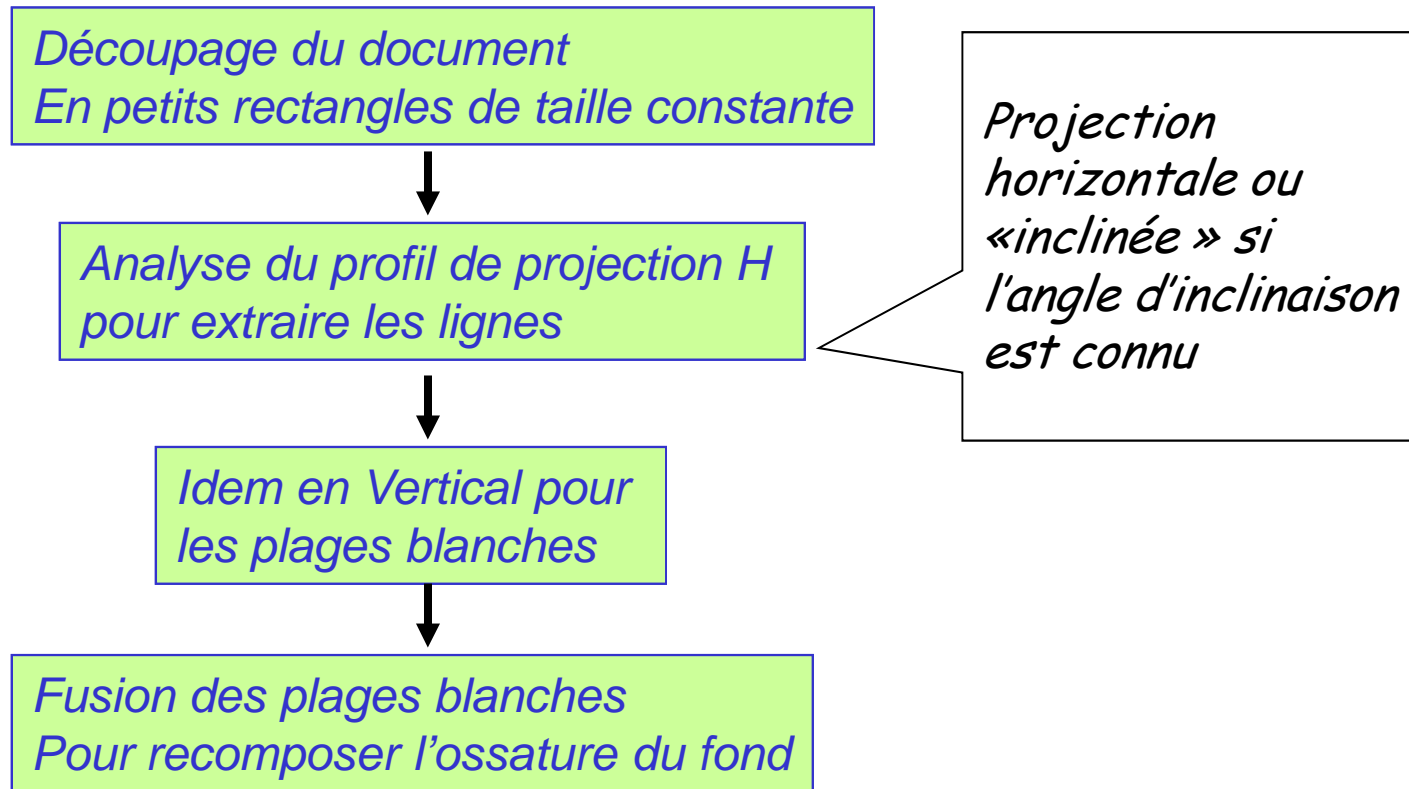 Découpage du document
En petits rectangles de taille constante
Analyse du profil de projection H
pour extraire les lignes
Projection
horizontale ou
«inclinée » si
l’angle d’inclinaison
est connu
Idem en Vertical pour
les plages blanches
Fusion des plages blanches
Pour recomposer l’ossature du fond